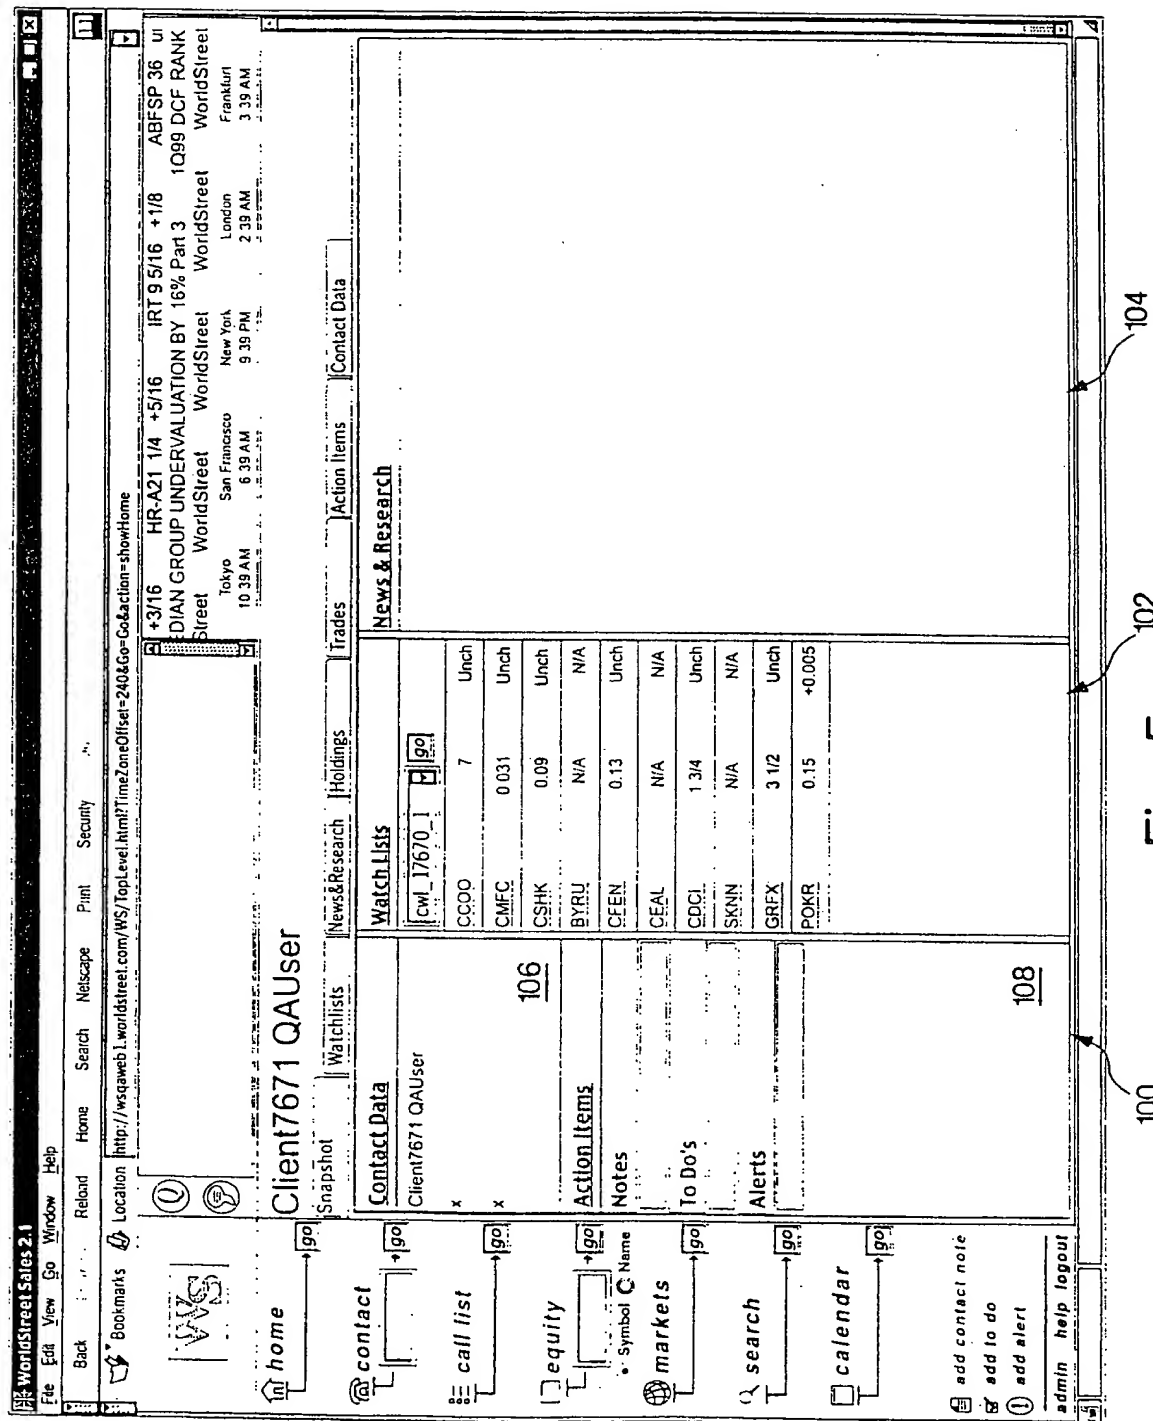 WorldStreet Sales 2.1
File Edit View Go Window Help
Back Reload Home Search Netscape Print Security
Bookmarks Location http://wsqaweb1.worldstreet.com/WS/TopLevel.html?TimeZoneOffset=240&Go=Go&action=showHome
WS
+3/16 HR-A21 1/4 +5/16 IRT 9 5/16 +1/8 ABFSP 36
EDIAN GROUP UNDERVALUATION BY 16% Part 3 1Q99 DCF RANK
Street WorldStreet WorldStreet WorldStreet WorldStreet
Tokyo San Francisco New York London Frankfurt
10 39 AM 6 39 AM 9 39 PM 2 39 AM 3 39 AM
home
go
contact
go
call list
go
equity
go
Symbol Name
markets
go
search
go
calendar
go
add contact note
add to do
add alert
admin help logout
Client7671 QAUser
Snapshot Watchlists News&Research Holdings Trades Action Items Contact Data
Contact Data
Client7671 QAUser
x
x
106
Action Items
Notes
To Do's
Alerts
108
Watch Lists
cwl_17670_1 go
CCOO 7 Unch
CMFC 0 031 Unch
CSHK 0.09 Unch
BYRU N/A N/A
CFEN 0.13 Unch
CEAL N/A N/A
CDCI 1 3/4 Unch
SKNN N/A N/A
GRFX 3 1/2 Unch
POKR 0.15 +0.005
News & Research
100
102
104